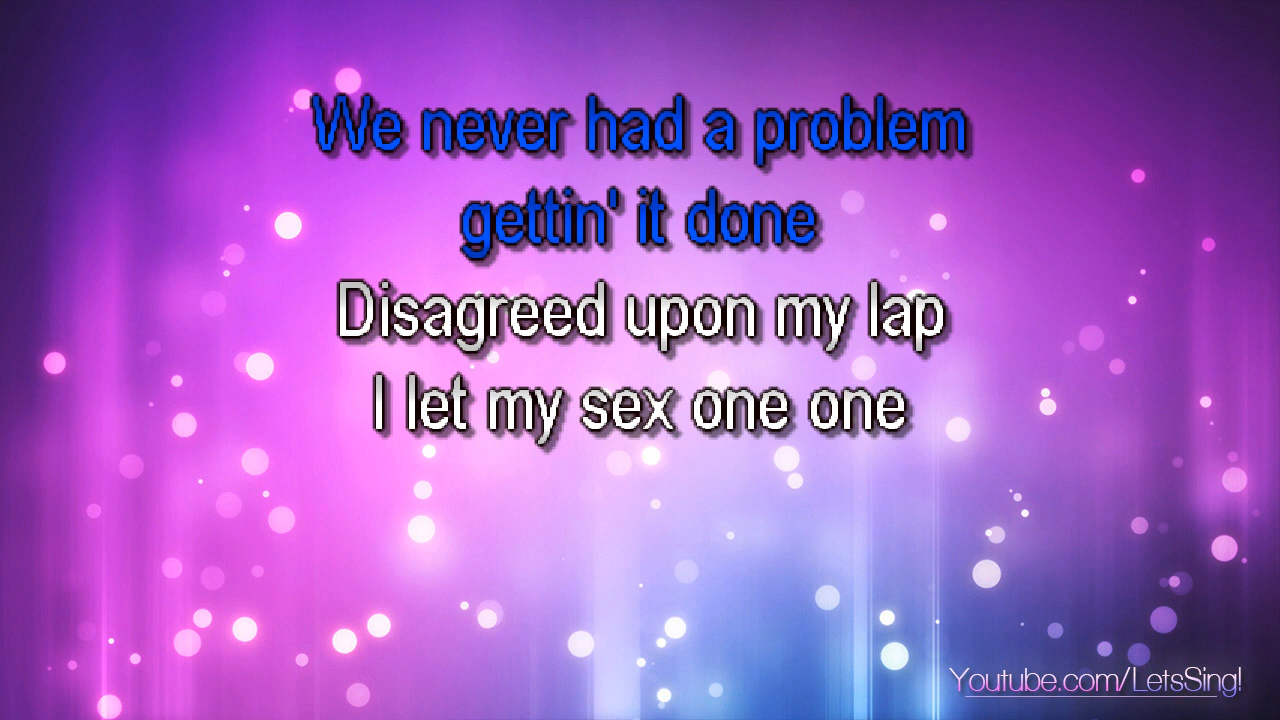 We never had a problem
gettin' it done
Disagreed upon my lap
I let my sex one one
Youtube.com/LetsSing!